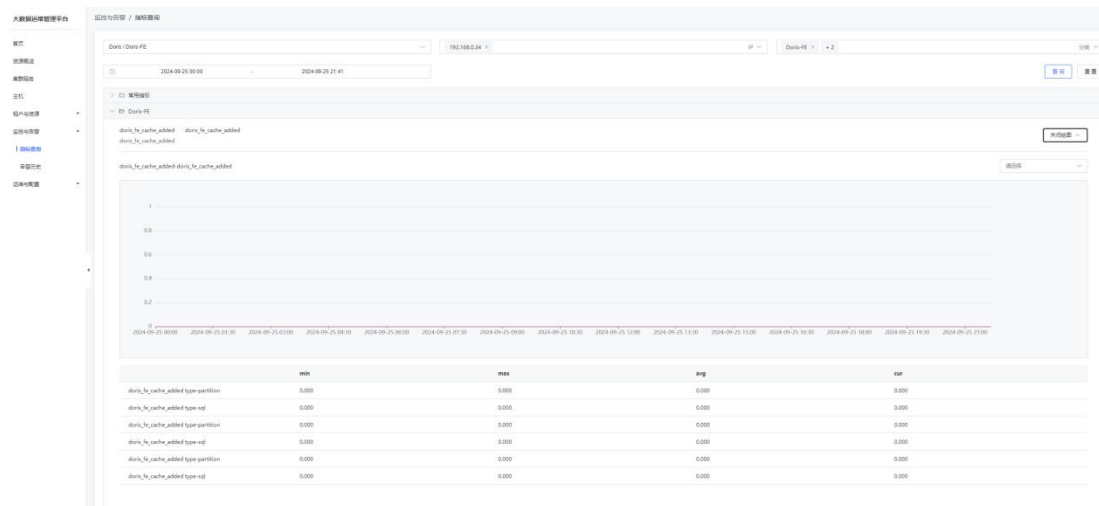 大数据运维管理平台
监控与告警 / 指标查询
首页
资源概览
集群服务
主机
租户与资源
监控与告警
指标查询
告警历史
运维与配置
Doris / Doris-FE
192.168.0.34 ×
IP
Doris-FE × + 2
分类
2024-09-25 00:00 - 2024-09-25 21:41
查询 重置
常用指标
Doris-FE
doris_fe_cache_added doris_fe_cache_added
doris_fe_cache_added
关闭结果
doris_fe_cache_added-doris_fe_cache_added
请选择
1
0.8
0.6
0.4
0.2
0
2024-09-25 00:00 2024-09-25 01:30 2024-09-25 03:00 2024-09-25 04:30 2024-09-25 06:00 2024-09-25 07:30 2024-09-25 09:00 2024-09-25 10:30 2024-09-25 12:00 2024-09-25 13:30 2024-09-25 15:00 2024-09-25 16:30 2024-09-25 18:00 2024-09-25 19:30 2024-09-25 21:00
min max avg cur
doris_fe_cache_added type-partition 0.000 0.000 0.000 0.000
doris_fe_cache_added type-sql 0.000 0.000 0.000 0.000
doris_fe_cache_added type-partition 0.000 0.000 0.000 0.000
doris_fe_cache_added type-sql 0.000 0.000 0.000 0.000
doris_fe_cache_added type-partition 0.000 0.000 0.000 0.000
doris_fe_cache_added type-sql 0.000 0.000 0.000 0.000